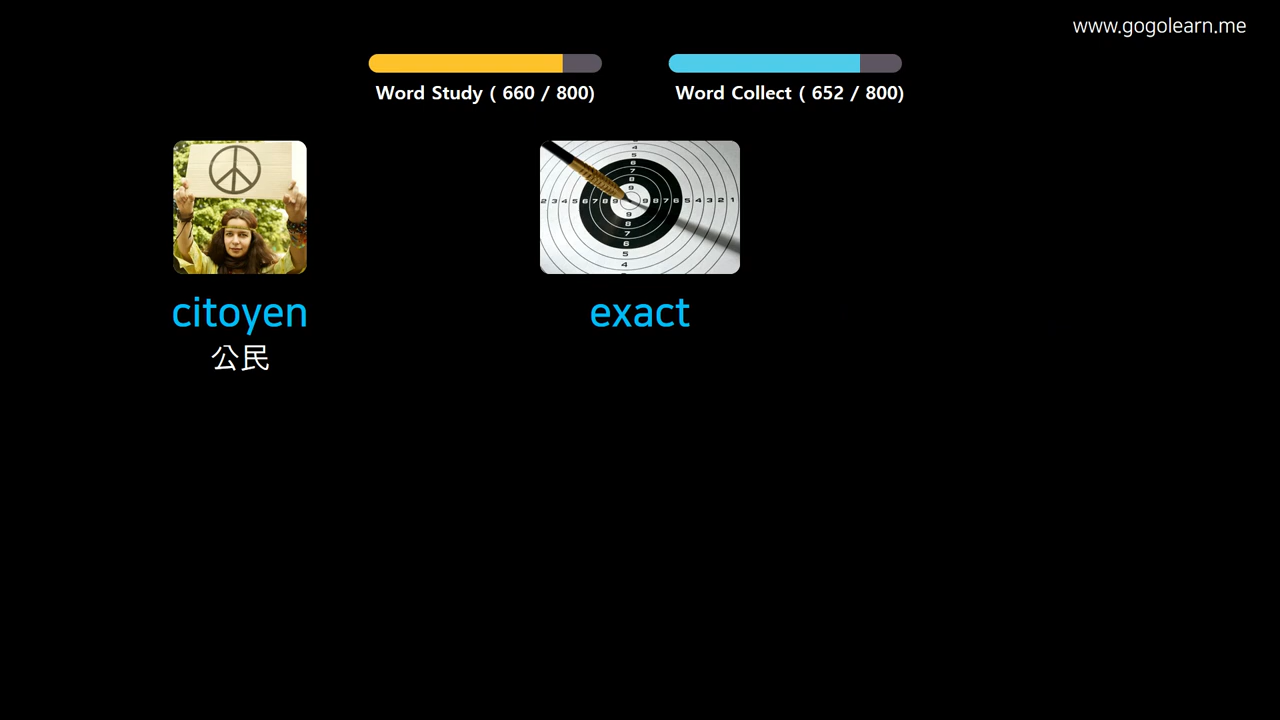 www.gogolearn.me
Word Study ( 660 / 800)
Word Collect ( 652 / 800)
citoyen
公民
exact